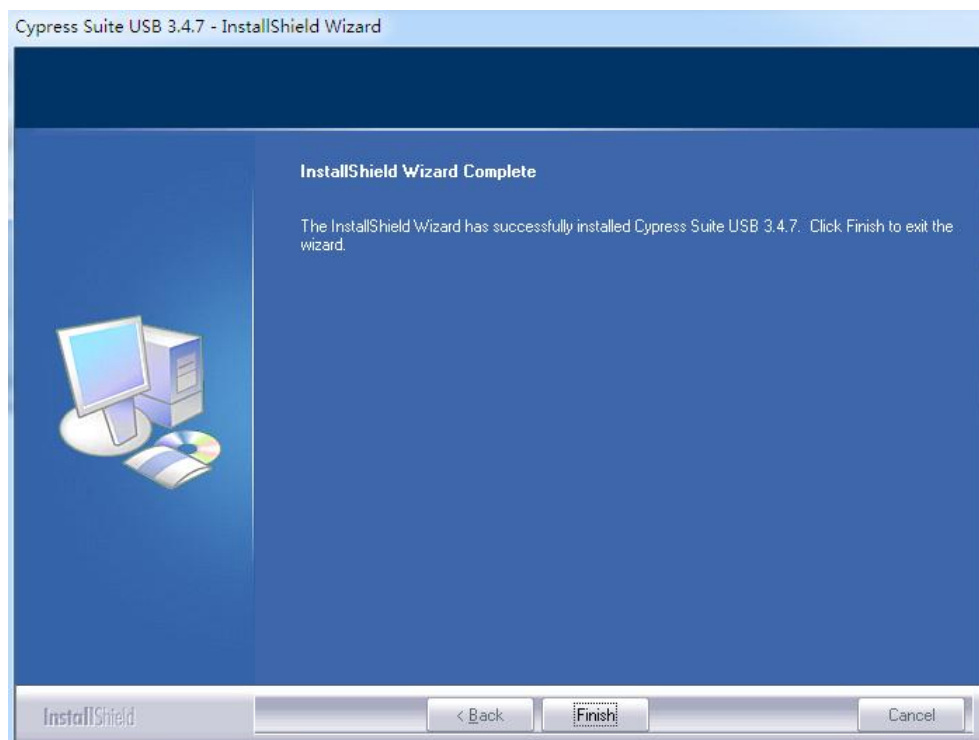 Cypress Suite USB 3.4.7 - InstallShield Wizard
InstallShield Wizard Complete
The InstallShield Wizard has successfully installed Cypress Suite USB 3.4.7. Click Finish to exit the
wizard.
InstallShield
< Back
Finish
Cancel